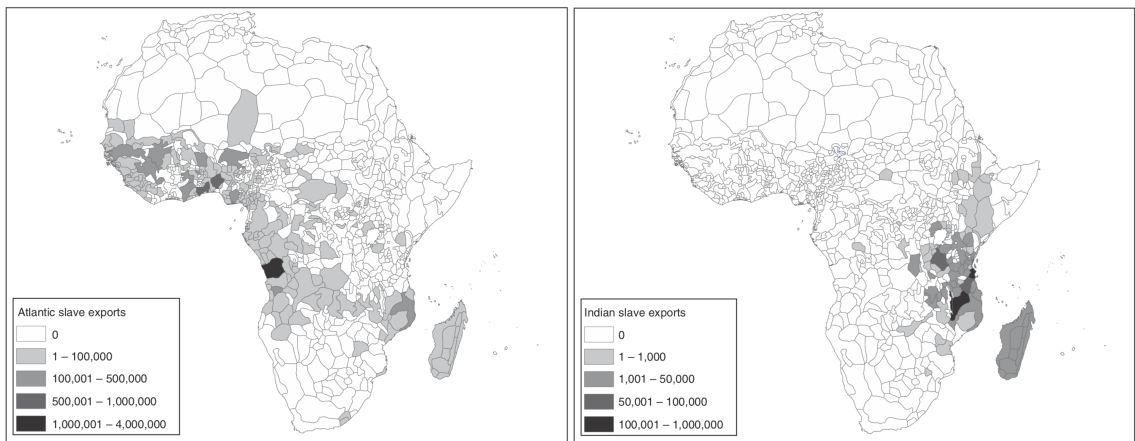 Atlantic slave exports
0
1 – 100,000
100,001 – 500,000
500,001 – 1,000,000
1,000,001 – 4,000,000
Indian slave exports
0
1 – 1,000
1,001 – 50,000
50,001 – 100,000
100,001 – 1,000,000